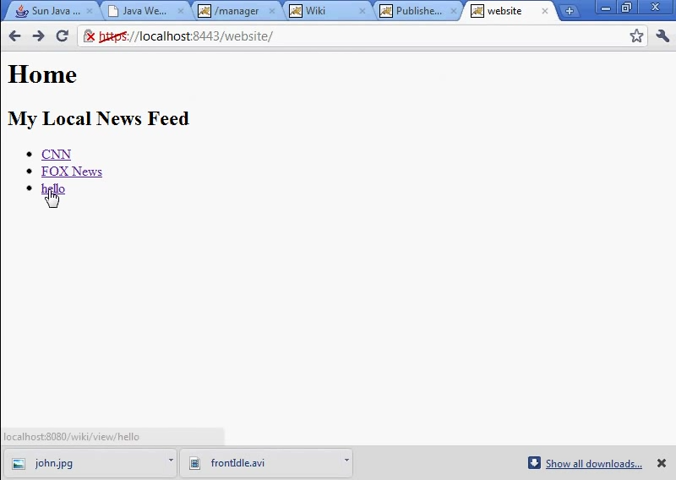 Sun Java ...
Java We...
/manager
Wiki
Publishe...
website
https://localhost:8443/website/
Home
My Local News Feed
CNN
FOX News
hello
localhost:8080/wiki/view/hello
john.jpg
frontIdle.avi
Show all downloads...